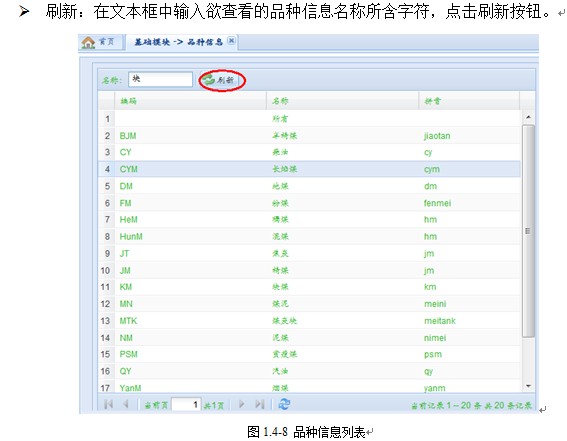 ➢ 刷新：在文本框中输入欲查看的品种信息名称所含字符，点击刷新按钮。
首页 基础模块 -> 品种信息
名称： 块 刷新
编码 名称 拼音
1 所有
2 BJM 半精煤 jiaotan
3 CY 柴油 cy
4 CYM 长焰煤 cym
5 DM 地煤 dm
6 FM 粉煤 fenmei
7 HeM 褐煤 hm
8 HunM 混煤 hm
9 JT 焦炭 jm
10 JM 精煤 jm
11 KM 块煤 km
12 MN 煤泥 meini
13 MTK 煤炭块 meitank
14 NM 泥煤 nimei
15 PSM psm
16 QY 汽油 qy
17 YanM 烟煤 yanm
当前页 1 共1页 当前记录 1 -- 20 条 共 20 条记录
图 1.4-8 品种信息列表